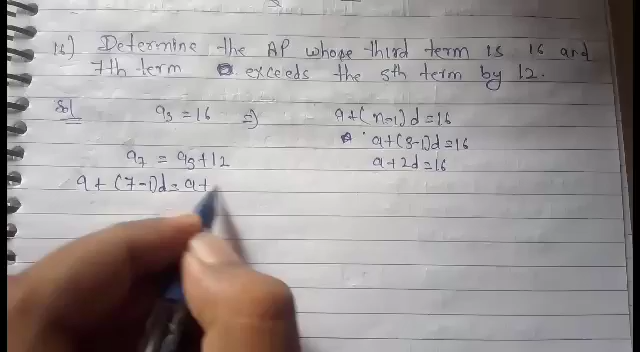 16) Determine the AP whose third term is 16 and
7th term exceeds the 5th term by 12.
Sol a₃ = 16 ⇒ a+(n-1)d = 16
a+(3-1)d = 16
a₇ = a₅+12 a+2d = 16
a + (7-1)d = a+